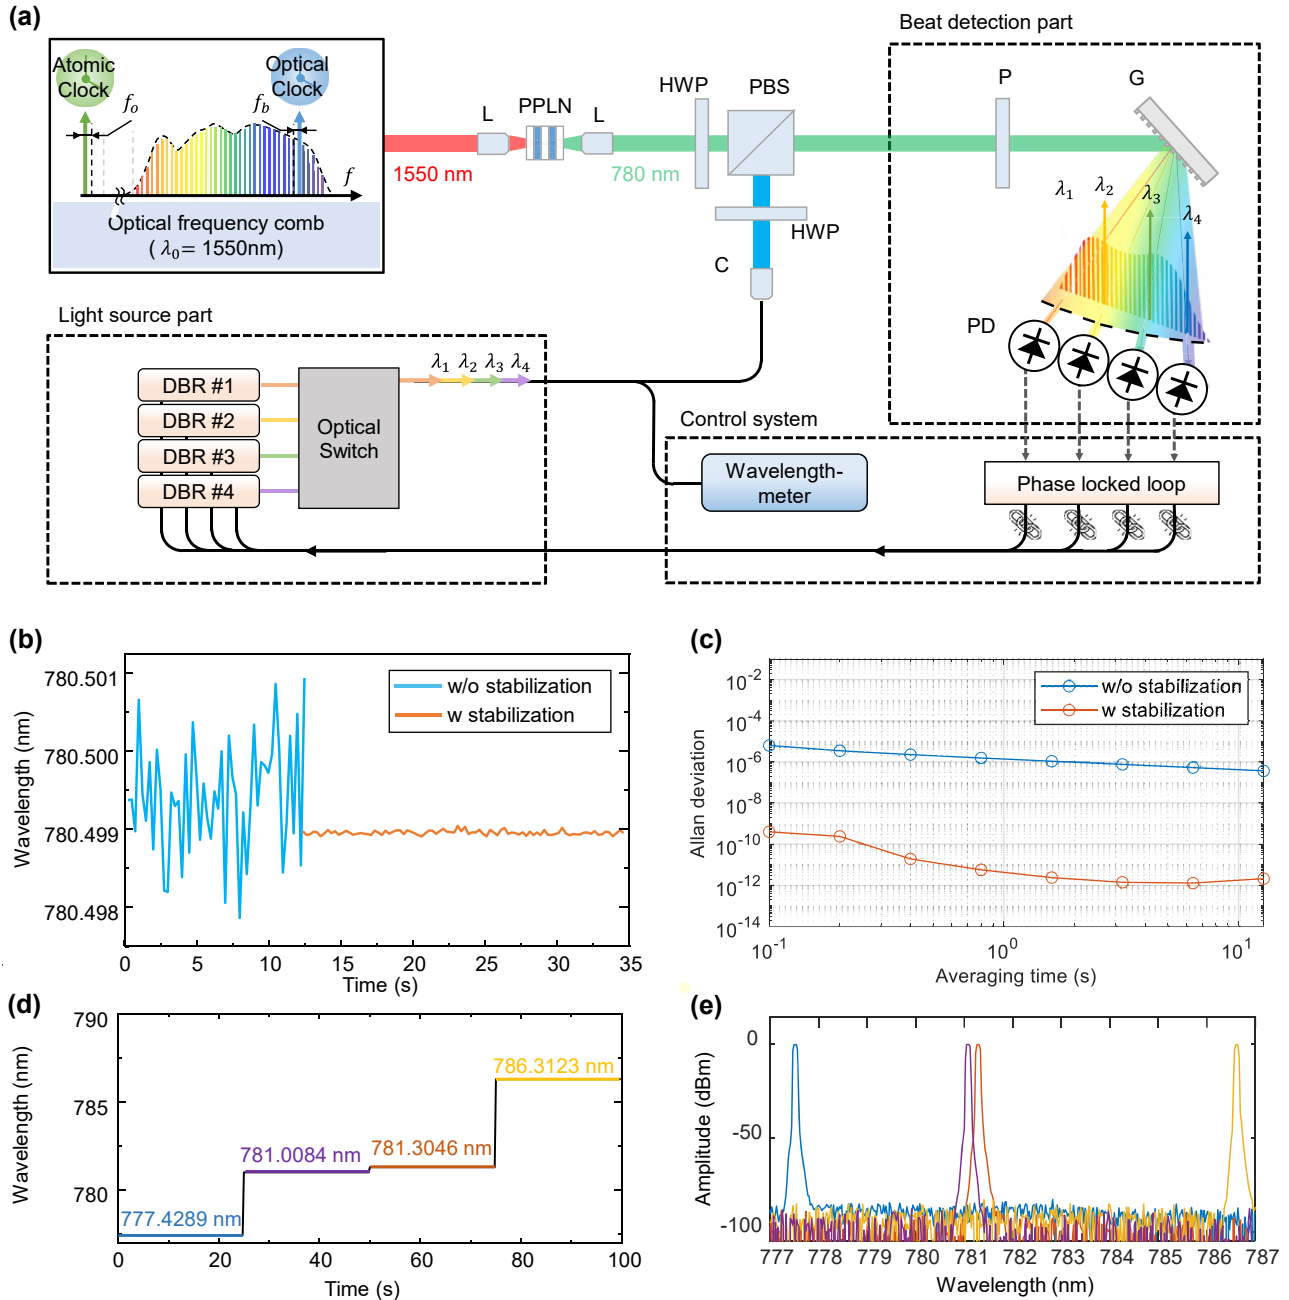 (a)
Beat detection part
Atomic
Clock
Optical
Clock
fo
fb
f
Optical frequency comb
( λ0= 1550nm)
1550 nm
L
PPLN
L
780 nm
HWP
PBS
HWP
C
P
G
λ1
λ2
λ3
λ4
PD
Light source part
DBR #1
DBR #2
DBR #3
DBR #4
Optical
Switch
λ1 λ2 λ3 λ4
Control system
Wavelength-
meter
Phase locked loop
(b)
780.501
780.500
780.499
780.498
Wavelength (nm)
w/o stabilization
w stabilization
0 5 10 15 20 25 30 35
Time (s)
(c)
10-2
10-4
10-6
10-8
10-10
10-12
10-14
Allan deviation
w/o stabilization
w stabilization
10-1 100 101
Averaging time (s)
(d)
790
785
780
Wavelength (nm)
777.4289 nm
781.0084 nm
781.3046 nm
786.3123 nm
0 20 40 60 80 100
Time (s)
(e)
0
-50
-100
Amplitude (dBm)
777 778 779 780 781 782 783 784 785 786 787
Wavelength (nm)